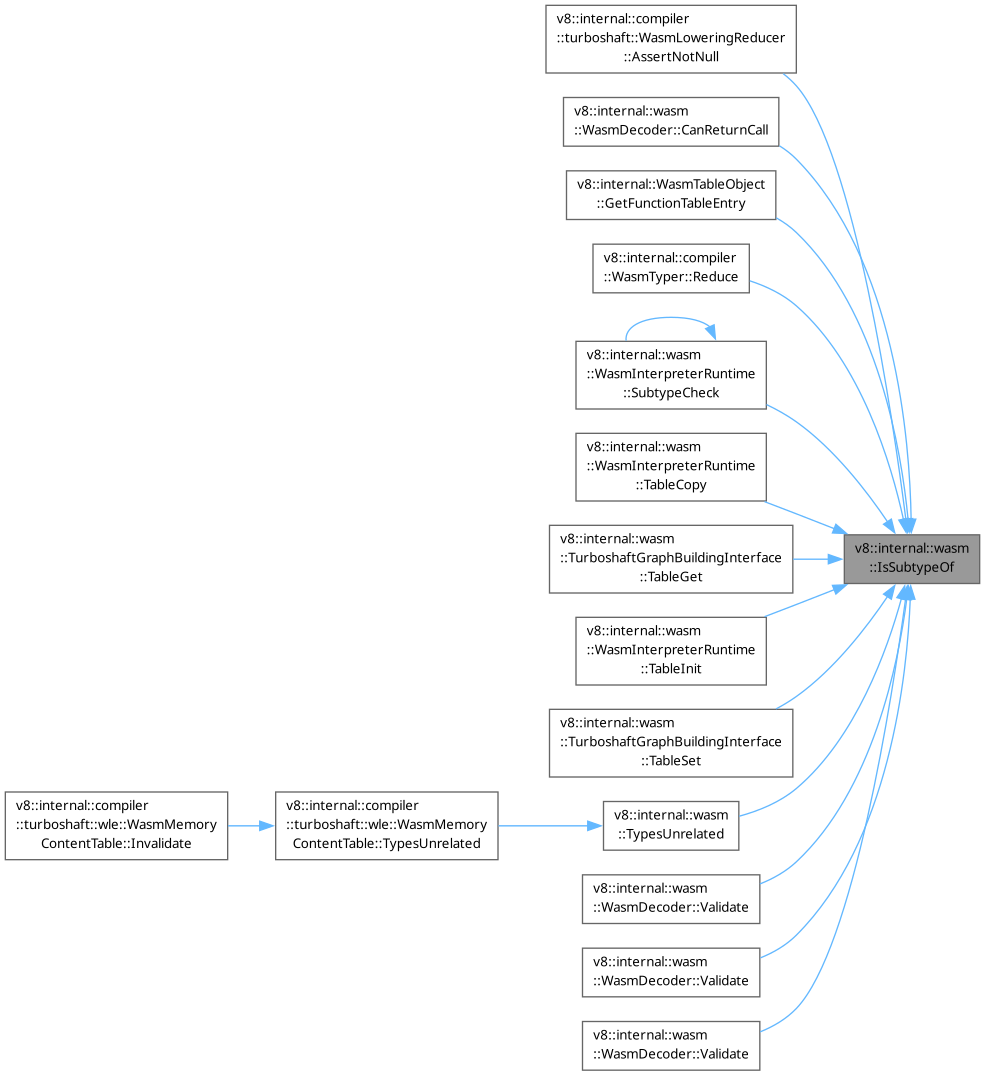 v8::internal::compiler
::turboshaft::WasmLoweringReducer
::AssertNotNull
v8::internal::wasm
::WasmDecoder::CanReturnCall
v8::internal::WasmTableObject
::GetFunctionTableEntry
v8::internal::compiler
::WasmTyper::Reduce
v8::internal::wasm
::WasmInterpreterRuntime
::SubtypeCheck
v8::internal::wasm
::WasmInterpreterRuntime
::TableCopy
v8::internal::wasm
::TurboshaftGraphBuildingInterface
::TableGet
v8::internal::wasm
::IsSubtypeOf
v8::internal::wasm
::WasmInterpreterRuntime
::TableInit
v8::internal::wasm
::TurboshaftGraphBuildingInterface
::TableSet
v8::internal::compiler
::turboshaft::wle::WasmMemory
ContentTable::Invalidate
v8::internal::compiler
::turboshaft::wle::WasmMemory
ContentTable::TypesUnrelated
v8::internal::wasm
::TypesUnrelated
v8::internal::wasm
::WasmDecoder::Validate
v8::internal::wasm
::WasmDecoder::Validate
v8::internal::wasm
::WasmDecoder::Validate